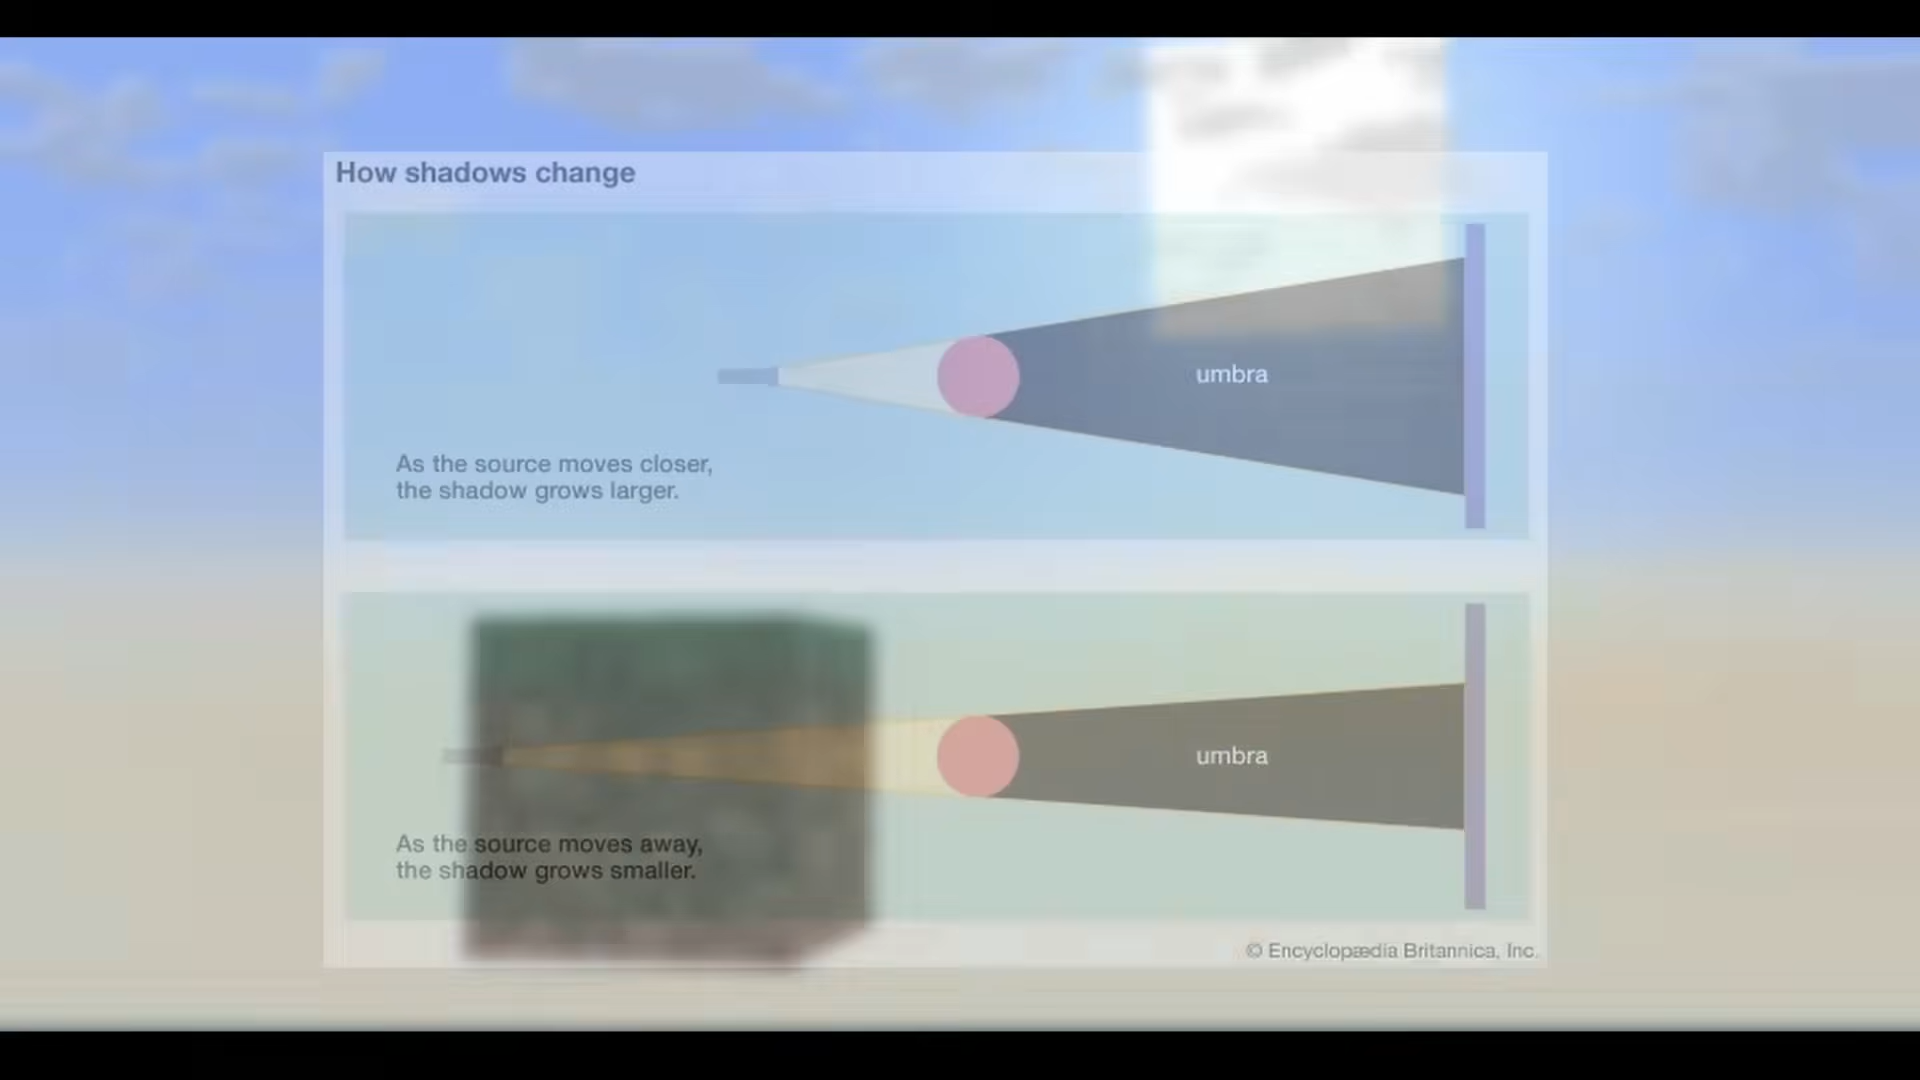 How shadows change
umbra
As the source moves closer,
the shadow grows larger.
umbra
As the source moves away,
the shadow grows smaller.
© Encyclopædia Britannica, Inc.